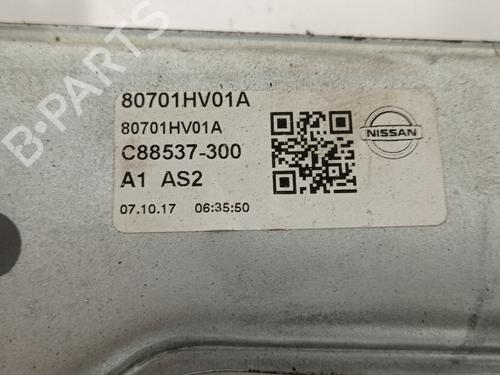 80701HV01A
80701HV01A
C88537-300
A1 AS2
07.10.17 06:35:50
NISSAN
B-PARTS